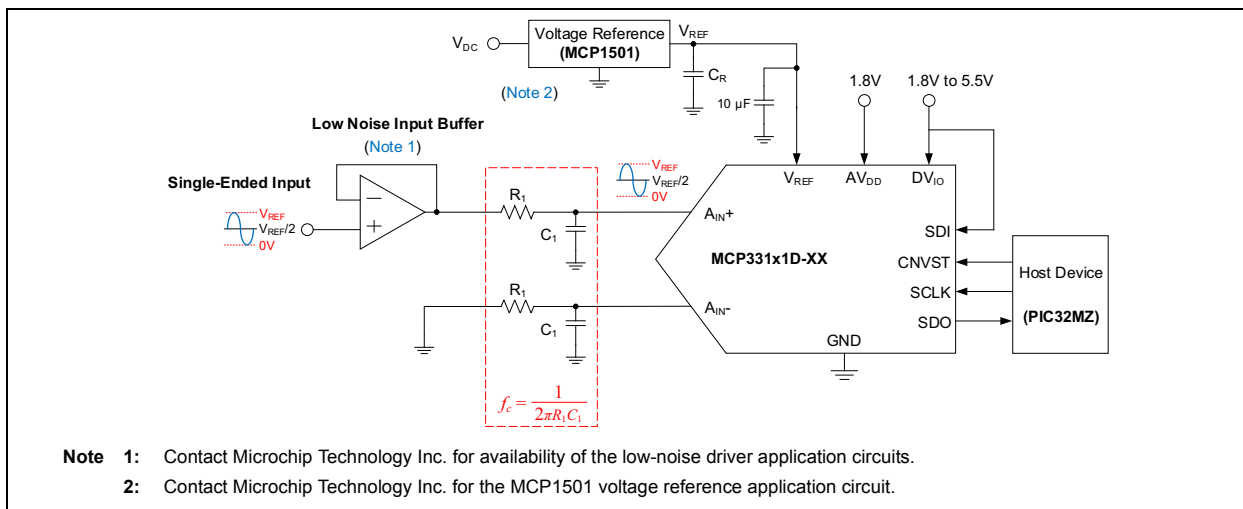 Voltage Reference
(MCP1501)
V_DC
V_REF
C_R
(Note 2)
10 µF
1.8V
1.8V to 5.5V
Low Noise Input Buffer
(Note 1)
Single-Ended Input
V_REF
V_REF/2
0V
−
+
R_1
C_1
V_REF
V_REF/2
0V
V_REF
AV_DD
DV_IO
A_IN+
SDI
MCP331x1D-XX
CNVST
SCLK
SDO
Host Device
(PIC32MZ)
R_1
C_1
A_IN-
GND
f_c = 1 / 2πR_1C_1
Note 1: Contact Microchip Technology Inc. for availability of the low-noise driver application circuits.
2: Contact Microchip Technology Inc. for the MCP1501 voltage reference application circuit.